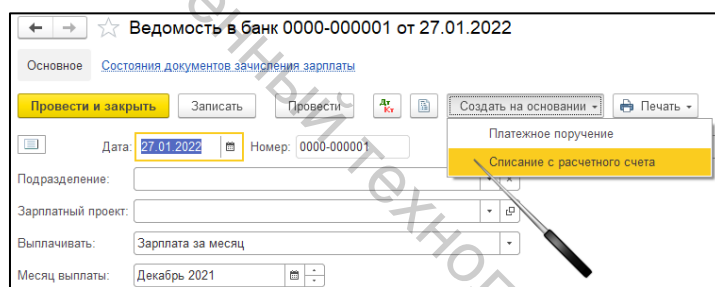 Ведомость в банк 0000-000001 от 27.01.2022
Основное Состояния документов зачисления зарплаты
Провести и закрыть Записать Провести Дт Кт Создать на основании Печать
Платежное поручение
Дата: 27.01.2022 Номер: 0000-000001
Списание с расчетного счета
Подразделение:
Зарплатный проект:
Выплачивать: Зарплата за месяц
Месяц выплаты: Декабрь 2021